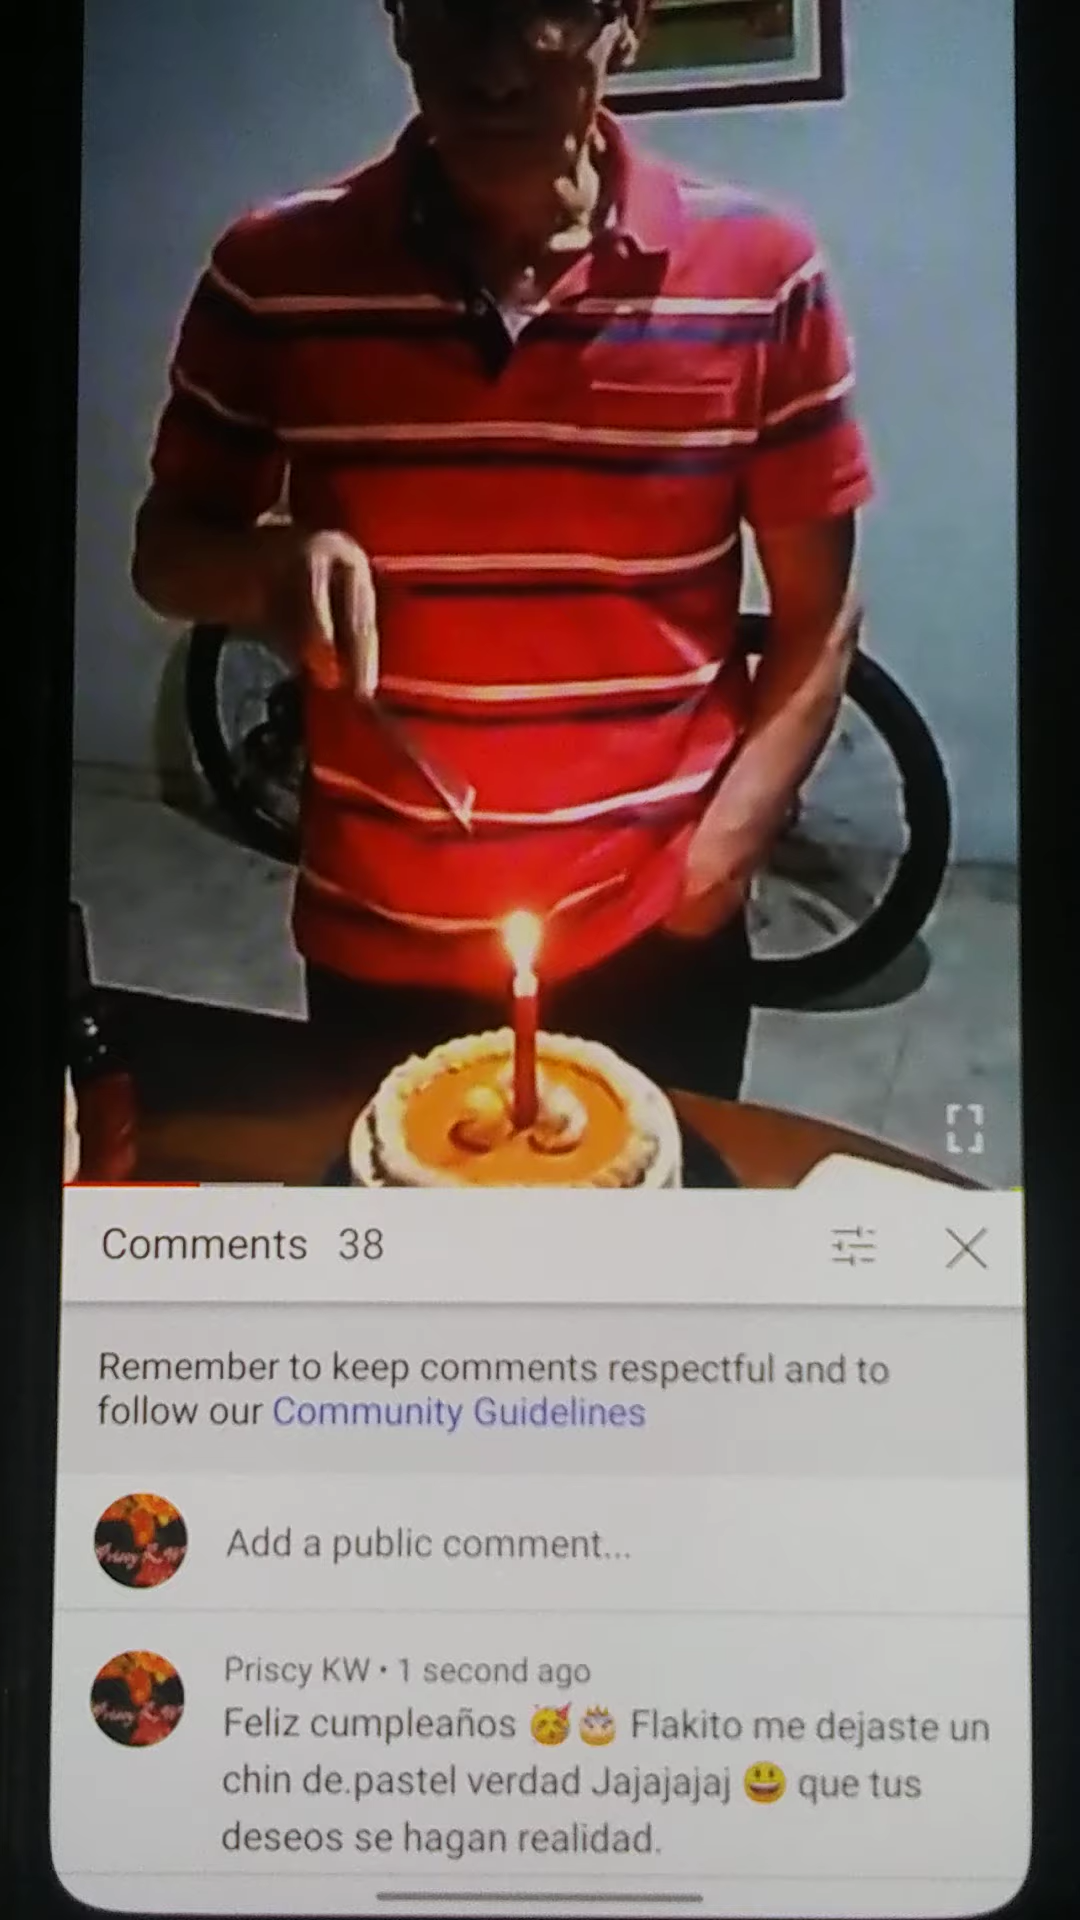 Comments 38
Remember to keep comments respectful and to
follow our Community Guidelines
Add a public comment...
Priscy KW • 1 second ago
Feliz cumpleaños 🥳🎂 Flakito me dejaste un
chin de.pastel verdad Jajajajaj 😃 que tus
deseos se hagan realidad.